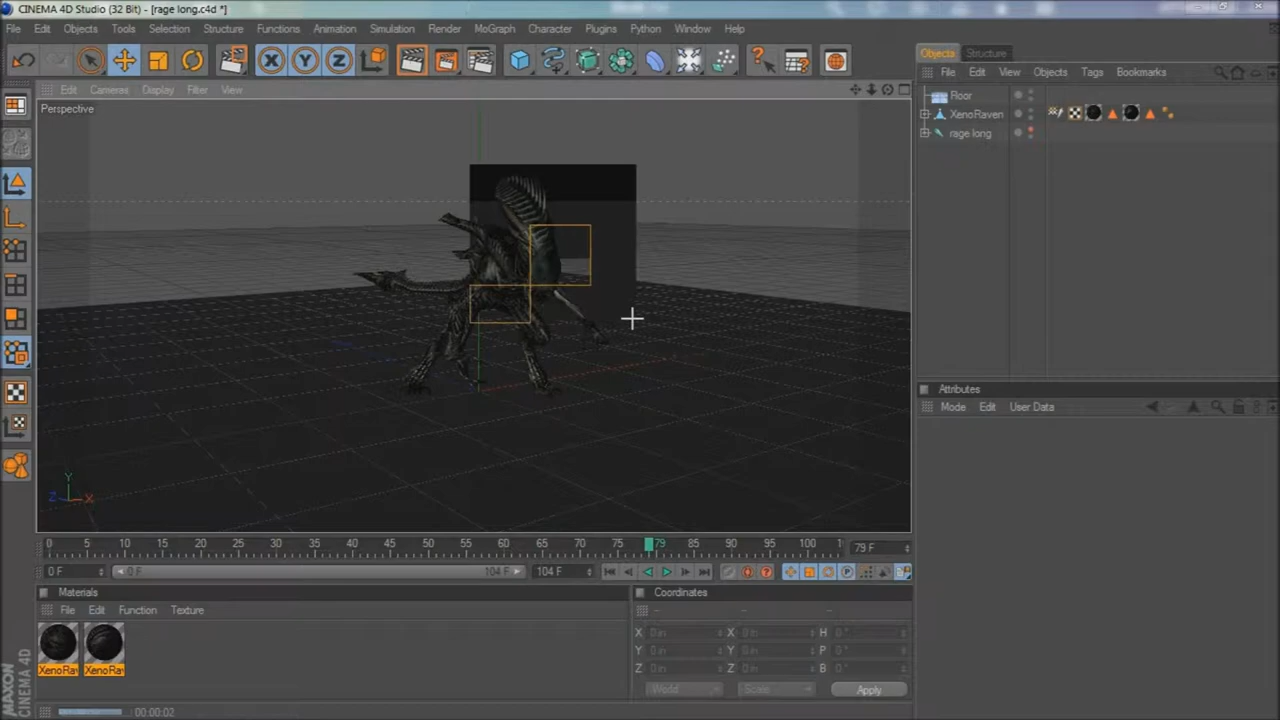 CINEMA 4D Studio (32 Bit) - [rage long.c4d *]
File Edit Objects Tools Selection Structure Functions Animation Simulation Render MoGraph Character Plugins Python Window Help
Objects Structure
File Edit View Objects Tags Bookmarks
Edit Cameras Display Filter View
Perspective
Floor
XenoRaven
rage long
Attributes
Mode Edit User Data
Y
Z X
0 5 10 15 20 25 30 35 40 45 50 55 60 65 70 75 79 85 90 95 100
79 F
0 F 0 F 104 F 104 F
Materials
File Edit Function Texture
XenoRav XenoRav
Coordinates
X 0 in X 0 in H 0 °
Y 0 in Y 0 in P 0 °
Z 0 in Z 0 in B 0 °
World Scale Apply
MAXON
CINEMA 4D
00:00:02